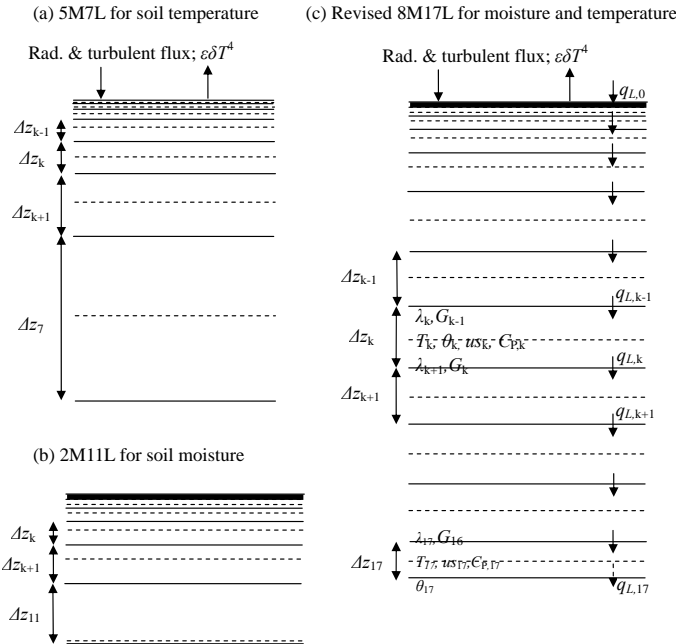 (a) 5M7L for soil temperature
Rad. & turbulent flux; εδT⁴
Δz_k-1
Δz_k
Δz_k+1
Δz_7
(b) 2M11L for soil moisture
Δz_k
Δz_k+1
Δz_11
(c) Revised 8M17L for moisture and temperature
Rad. & turbulent flux; εδT⁴
q_L,0
Δz_k-1
q_L,k-1
λ_k, G_k-1
Δz_k
T_k, θ_k, us_k, C_P,k
q_L,k
λ_k+1, G_k
Δz_k+1
q_L,k+1
λ_17, G_16
Δz_17
T_17, us_17, C_P,17
θ_17
q_L,17